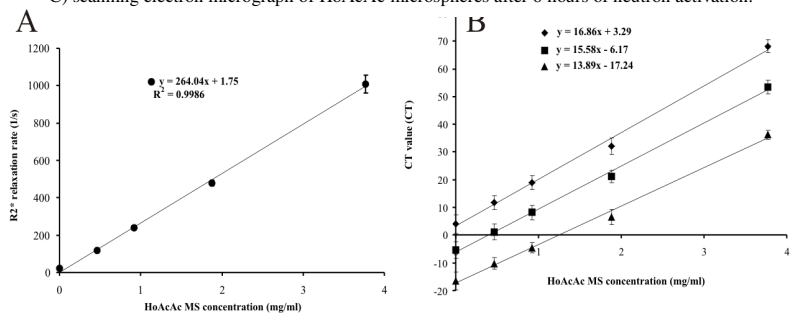 C) scanning electron micrograph of HoAcAc microspheres after 6 hours of neutron activation.
A
1200
1000
800
600
400
200
0
R2* relaxation rate (1/s)
y = 264.04x + 1.75
R² = 0.9986
0 1 2 3 4
HoAcAc MS concentration (mg/ml)
B
80
70
60
50
40
30
20
10
0
-10
-20
CT value (CT)
y = 16.86x + 3.29
y = 15.58x - 6.17
y = 13.89x - 17.24
1 2 3 4
HoAcAc MS concentration (mg/ml)